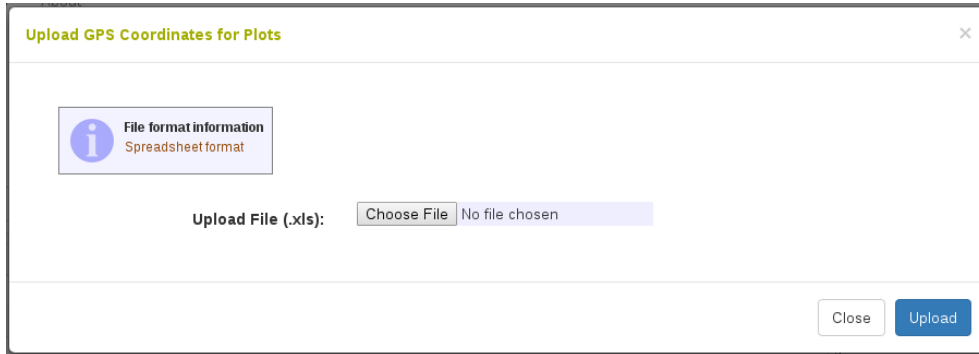 About
Upload GPS Coordinates for Plots
×
File format information
Spreadsheet format
Upload File (.xls): Choose File No file chosen
Close Upload